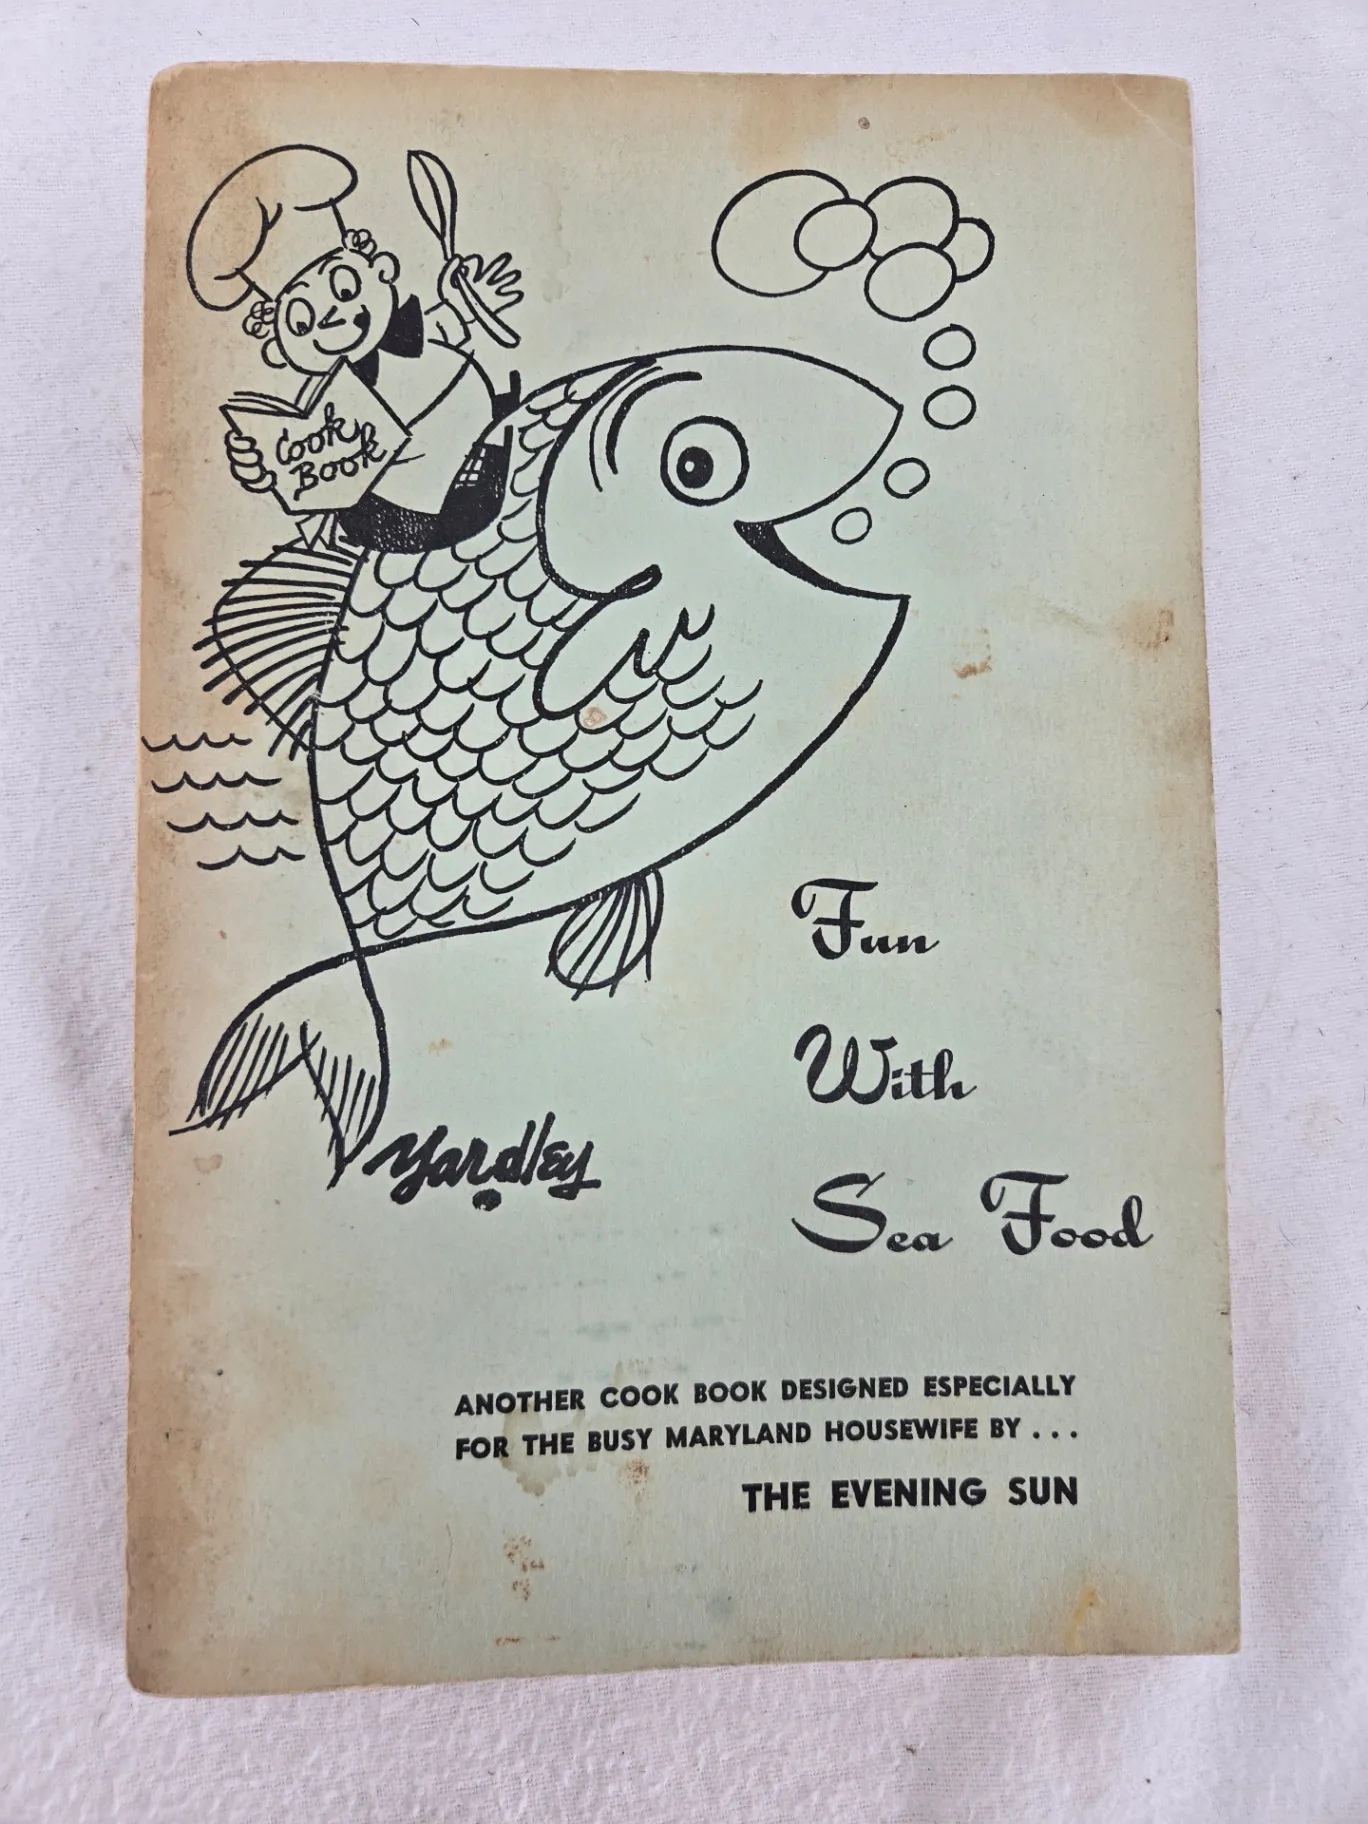 Cook
Book
Yardley
Fun
With
Sea Food
ANOTHER COOK BOOK DESIGNED ESPECIALLY
FOR THE BUSY MARYLAND HOUSEWIFE BY . . .
THE EVENING SUN